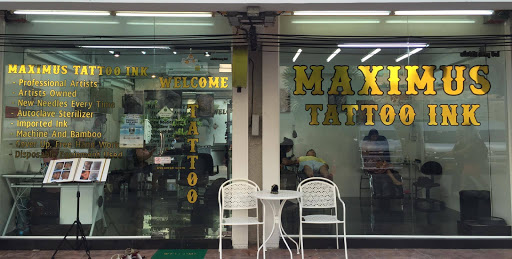 MAXIMUS TATTOO INK
- Professional Artists
- Artists Owned
- New Needles Every Time
- Autoclave Sterilizer
- Imported Ink
- Machine And Bamboo
WELCOME
TATTOO
MAXIMUS
TATTOO INK